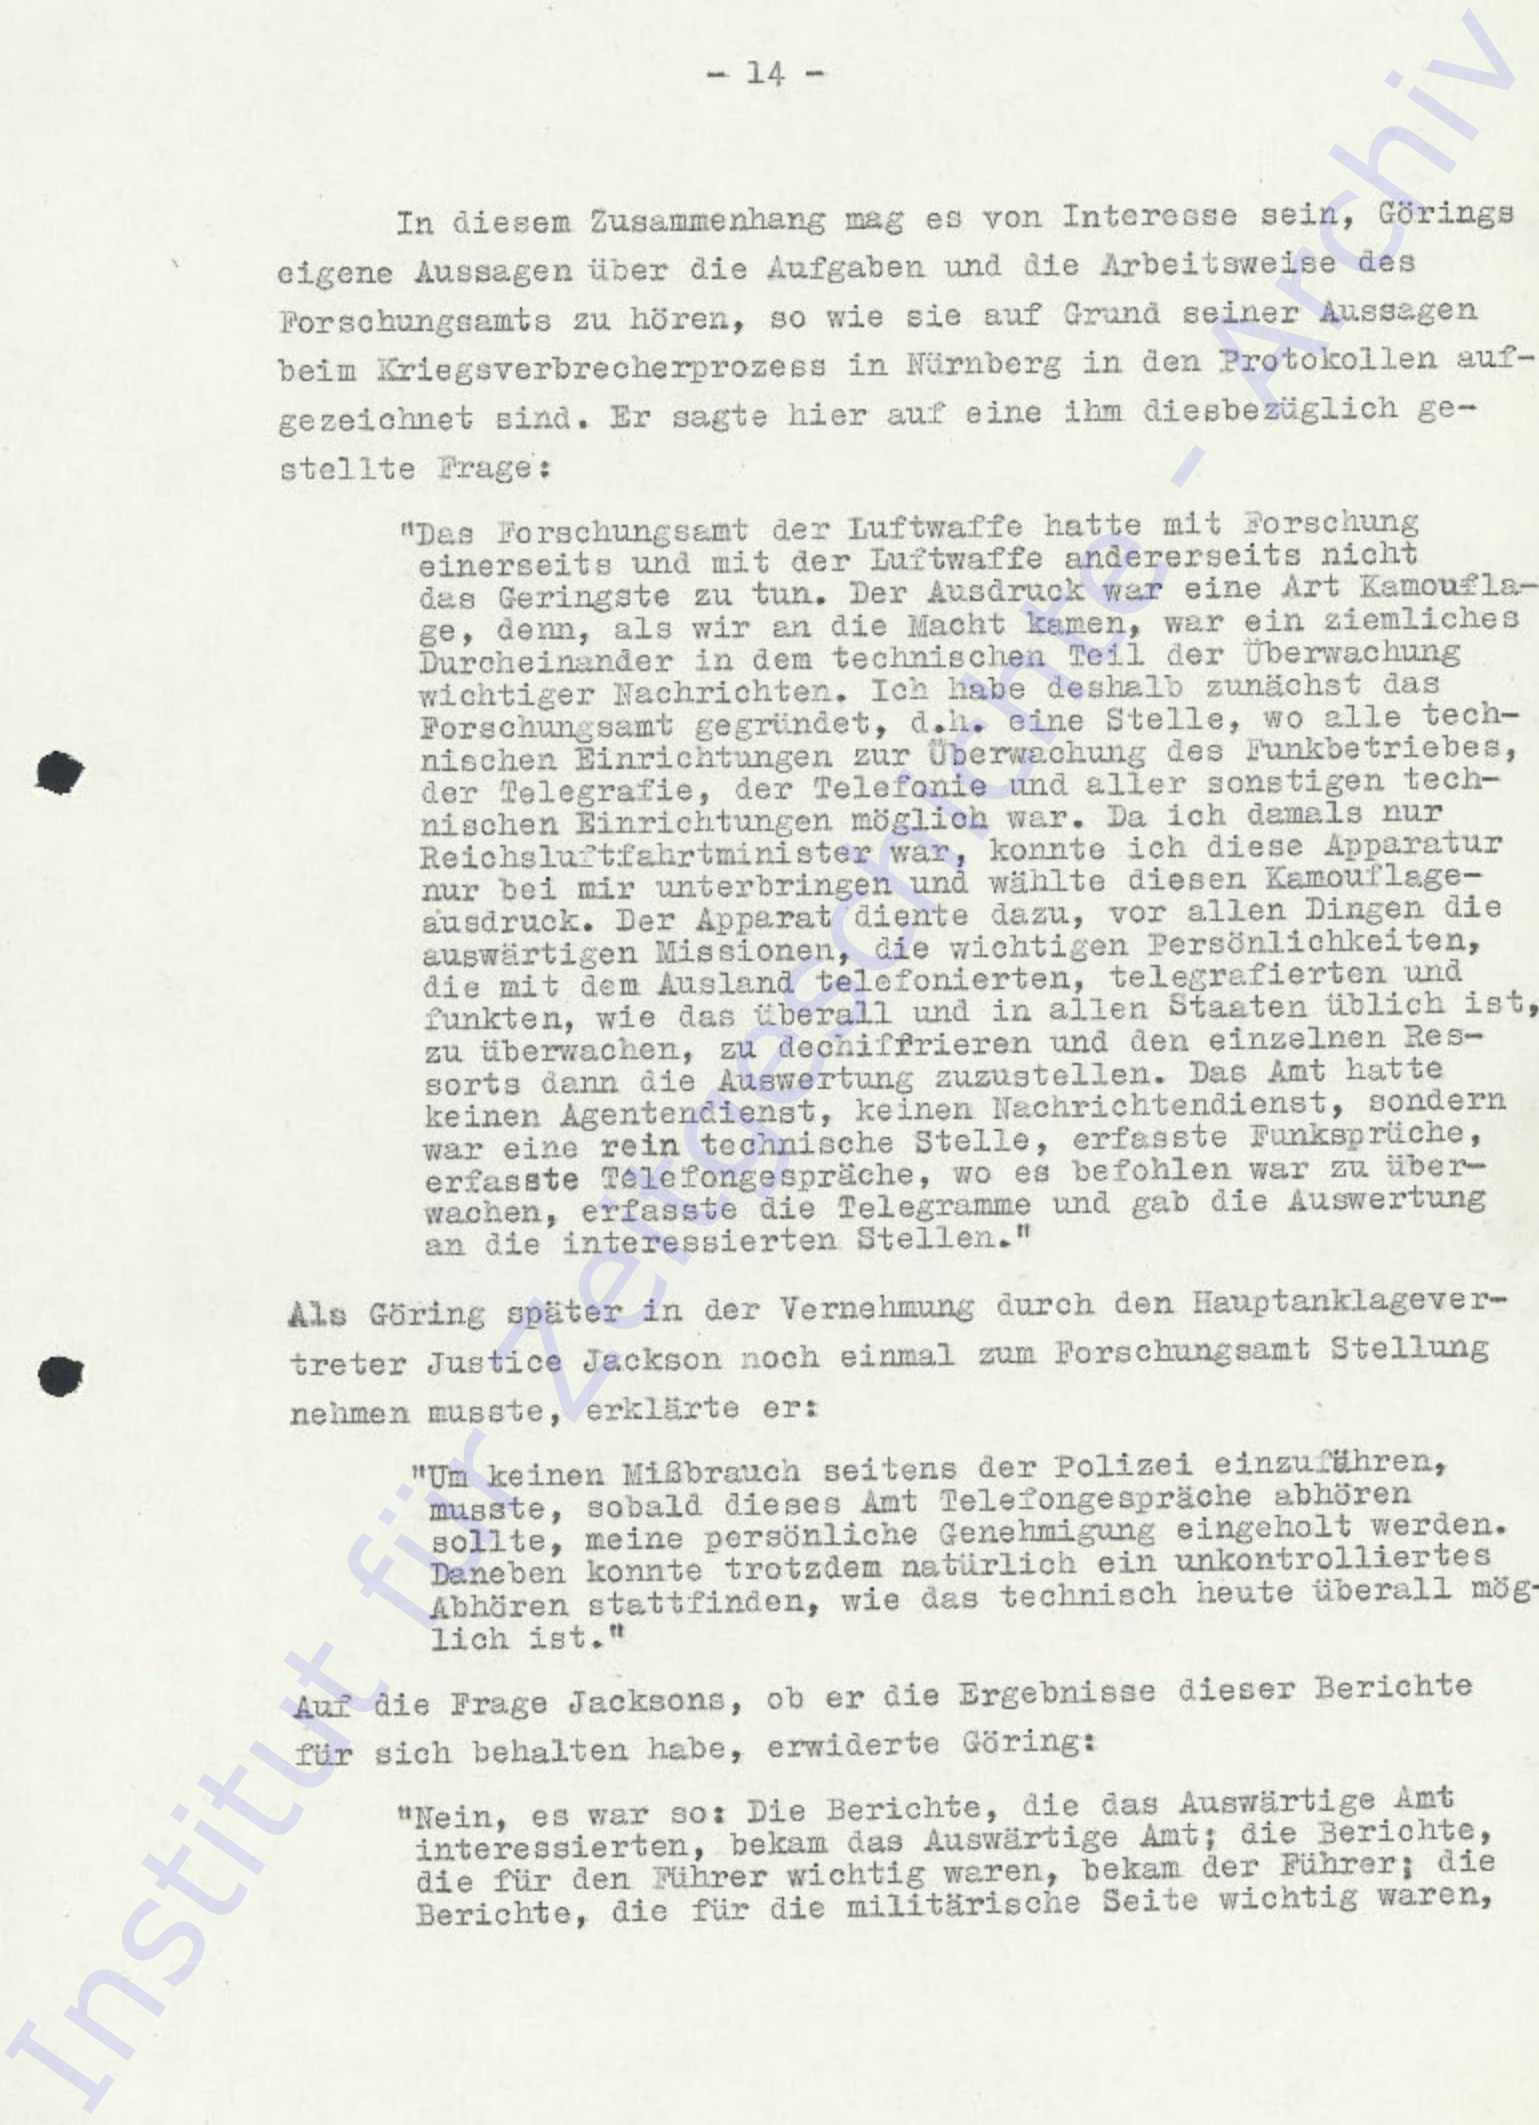 - 14 -
In diesem Zusammenhang mag es von Interesse sein, Görings
eigene Aussagen über die Aufgaben und die Arbeitsweise des
Forschungsamts zu hören, so wie sie auf Grund seiner Aussagen
beim Kriegsverbrecherprozess in Nürnberg in den Protokollen auf-
gezeichnet sind. Er sagte hier auf eine ihm diesbezüglich ge-
stellte Frage:
"Das Forschungsamt der Luftwaffe hatte mit Forschung
einerseits und mit der Luftwaffe andererseits nicht
das Geringste zu tun. Der Ausdruck war eine Art Kamoufla-
ge, denn, als wir an die Macht kamen, war ein ziemliches
Durcheinander in dem technischen Teil der Überwachung
wichtiger Nachrichten. Ich habe deshalb zunächst das
Forschungsamt gegründet, d.h. eine Stelle, wo alle tech-
nischen Einrichtungen zur Überwachung des Funkbetriebes,
der Telegrafie, der Telefonie und aller sonstigen tech-
nischen Einrichtungen möglich war. Da ich damals nur
Reichsluftfahrtminister war, konnte ich diese Apparatur
nur bei mir unterbringen und wählte diesen Kamouflage-
ausdruck. Der Apparat diente dazu, vor allen Dingen die
auswärtigen Missionen, die wichtigen Persönlichkeiten,
die mit dem Ausland telefonierten, telegrafierten und
funkten, wie das überall und in allen Staaten üblich ist,
zu überwachen, zu dechiffrieren und den einzelnen Res-
sorts dann die Auswertung zuzustellen. Das Amt hatte
keinen Agentendienst, keinen Nachrichtendienst, sondern
war eine rein technische Stelle, erfasste Funksprüche,
erfasste Telefongespräche, wo es befohlen war zu über-
wachen, erfasste die Telegramme und gab die Auswertung
an die interessierten Stellen."
Als Göring später in der Vernehmung durch den Hauptanklagever-
treter Justice Jackson noch einmal zum Forschungsamt Stellung
nehmen musste, erklärte er:
"Um keinen Mißbrauch seitens der Polizei einzuführen,
musste, sobald dieses Amt Telefongespräche abhören
sollte, meine persönliche Genehmigung eingeholt werden.
Daneben konnte trotzdem natürlich ein unkontrolliertes
Abhören stattfinden, wie das technisch heute überall mög-
lich ist."
Auf die Frage Jacksons, ob er die Ergebnisse dieser Berichte
für sich behalten habe, erwiderte Göring:
"Nein, es war so: Die Berichte, die das Auswärtige Amt
interessierten, bekam das Auswärtige Amt; die Berichte,
die für den Führer wichtig waren, bekam der Führer; die
Berichte, die für die militärische Seite wichtig waren,
Institut für Zeitgeschichte - Archiv